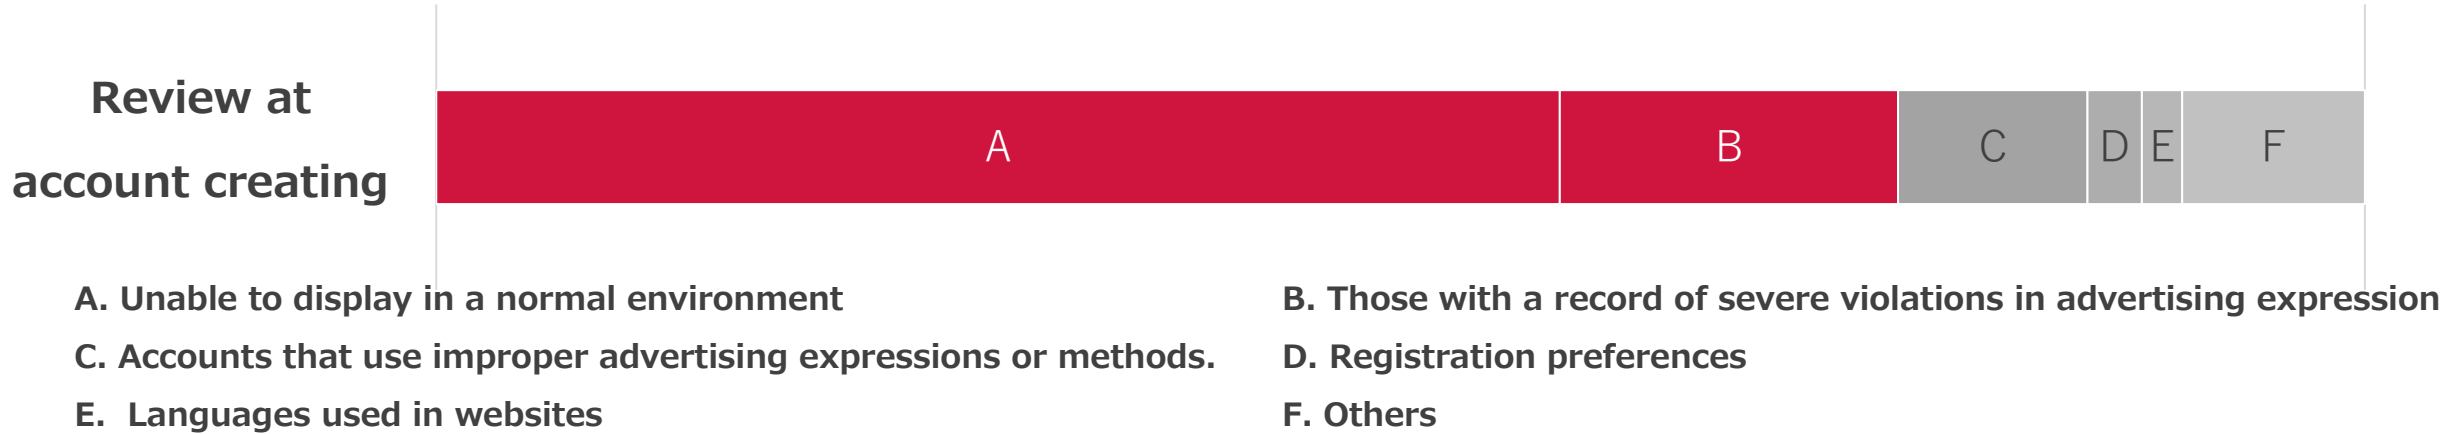 Review at
account creating
A
B
C
D
E
F
A. Unable to display in a normal environment
B. Those with a record of severe violations in advertising expression
C. Accounts that use improper advertising expressions or methods.
D. Registration preferences
E.  Languages used in websites
F. Others